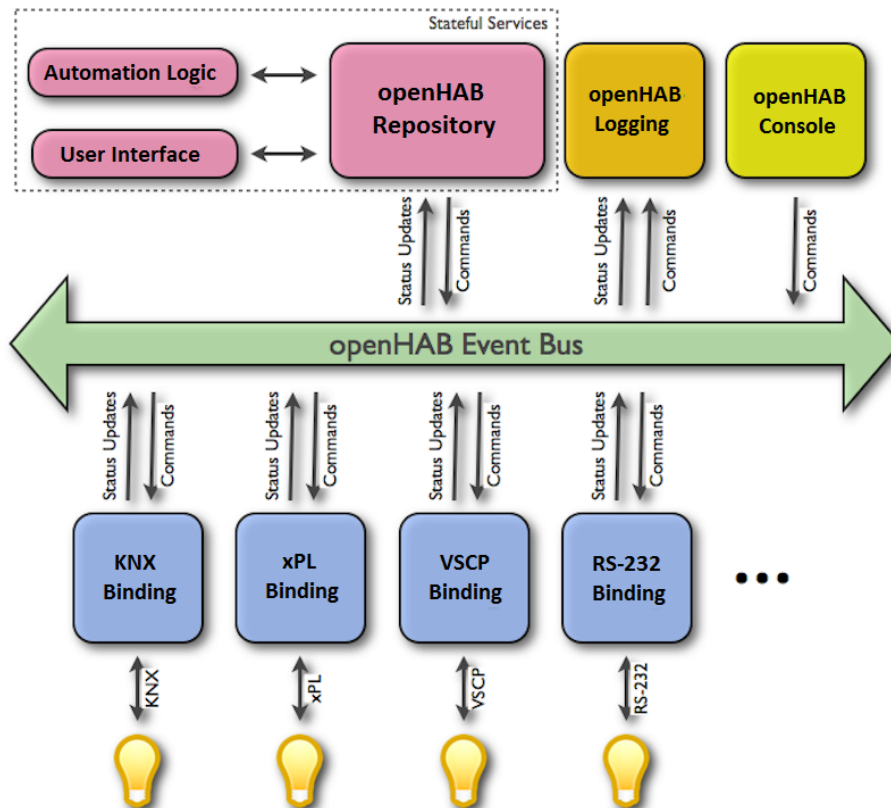 Stateful Services
Automation Logic
User Interface
openHAB
Repository
openHAB
Logging
openHAB
Console
Status Updates
Commands
Status Updates
Commands
Commands
openHAB Event Bus
Status Updates
Commands
Status Updates
Commands
Status Updates
Commands
Status Updates
Commands
KNX
Binding
xPL
Binding
VSCP
Binding
RS-232
Binding
...
KNX
xPL
VSCP
RS-232